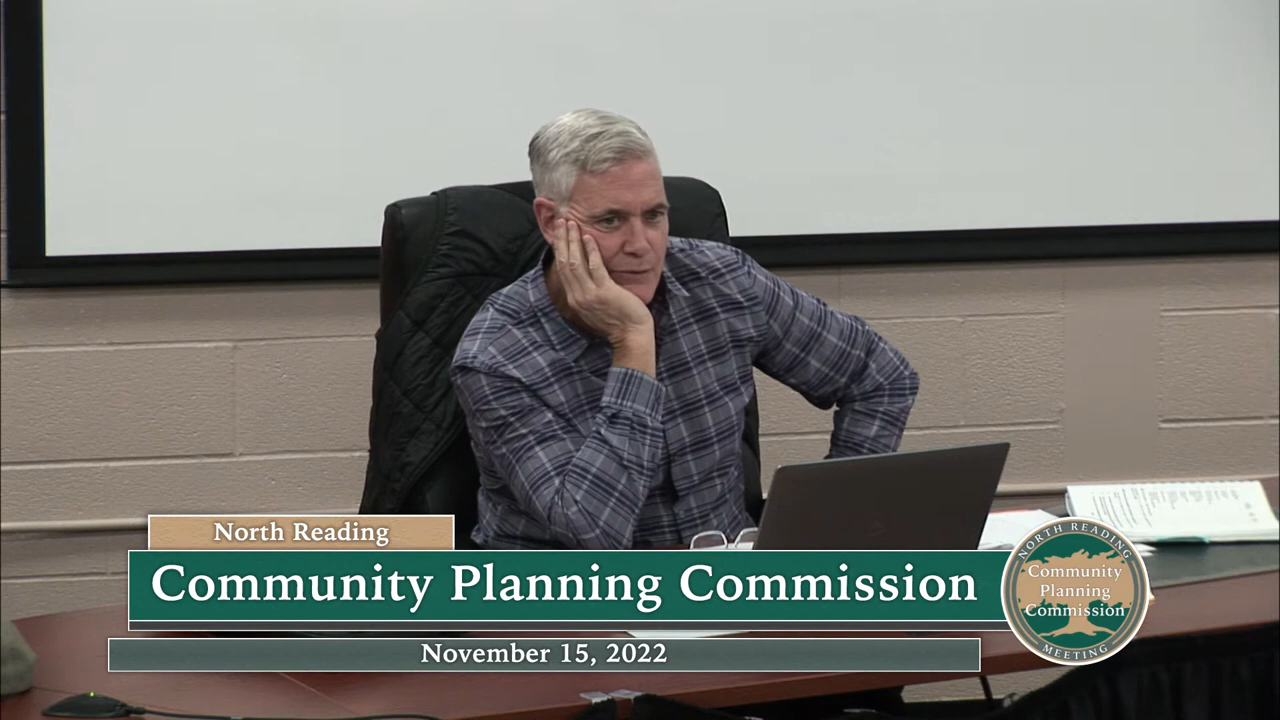 North Reading
Community Planning Commission
November 15, 2022
NORTH READING
Community
Planning
Commission
MEETING